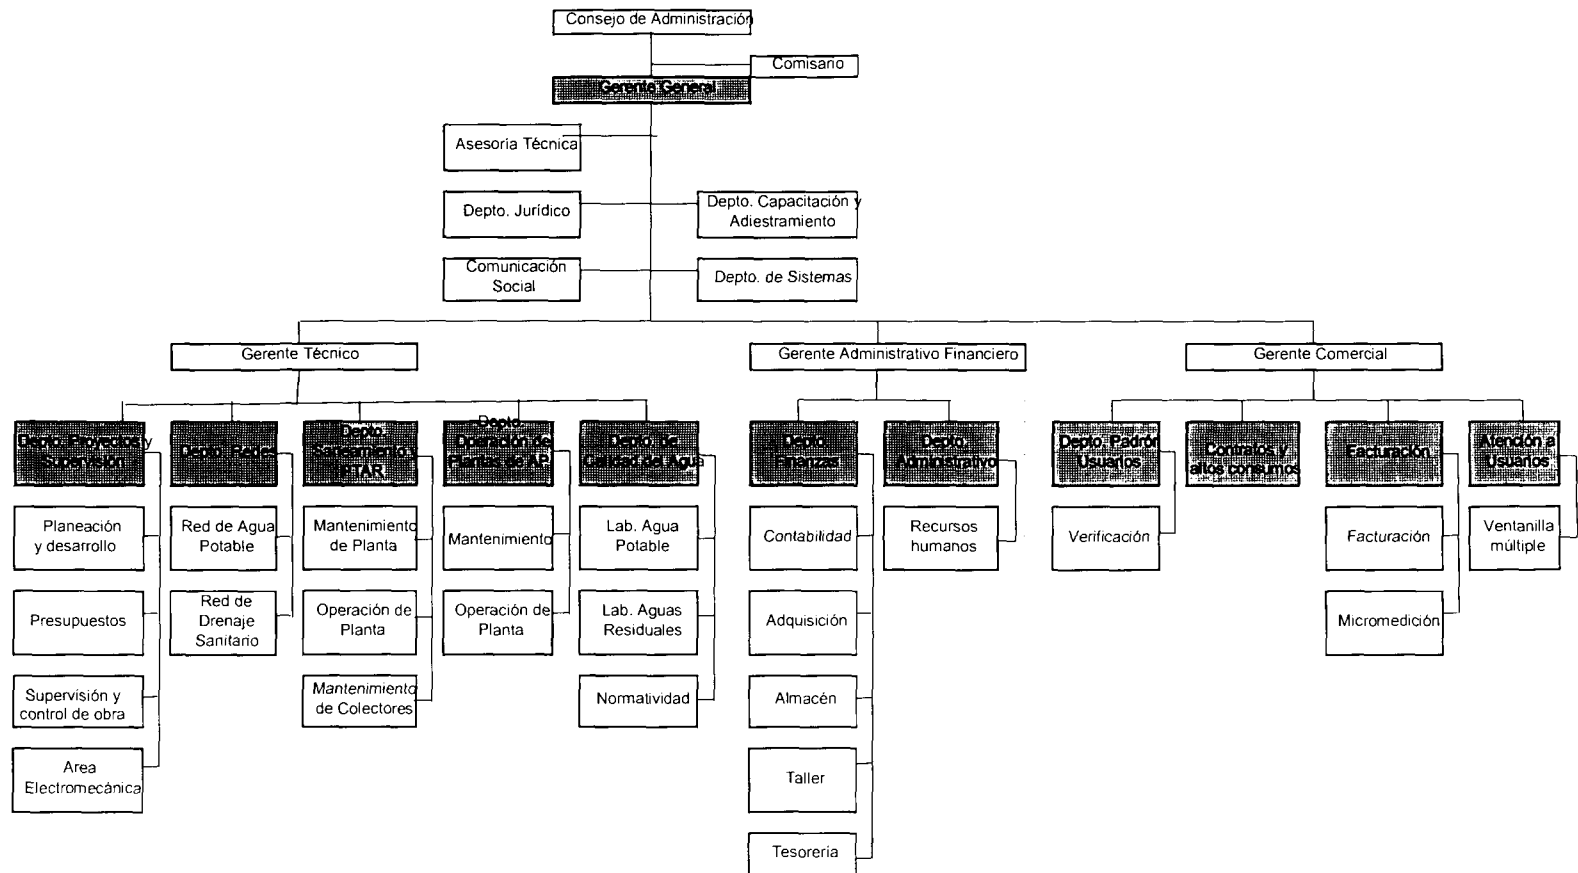 Consejo de Administración
Comisario
Gerente General
Asesoría Técnica
Depto. Jurídico
Depto. Capacitación y
Adiestramiento
Comunicación
Social
Depto. de Sistemas
Gerente Técnico
Gerente Administrativo Financiero
Gerente Comercial
Depto. Proyectos y
Supervisión
Depto. Redes
Depto.
Saneamiento y
PTAR
Depto.
Operación de
Plantas de AP
Depto. de
Calidad del Agua
Depto.
Finanzas
Depto.
Administrativo
Depto. Padrón
Usuarios
Contratos y
altos consumos
Facturación
Atención a
Usuarios
Planeación
y desarrollo
Red de Agua
Potable
Mantenimiento
de Planta
Mantenimiento
Lab. Agua
Potable
Contabilidad
Recursos
humanos
Verificación
Facturación
Ventanilla
múltiple
Presupuestos
Red de
Drenaje
Sanitario
Operación de
Planta
Operación de
Planta
Lab. Aguas
Residuales
Adquisición
Micromedición
Supervisión y
control de obra
Mantenimiento
de Colectores
Normatividad
Almacén
Area
Electromecánica
Taller
Tesoreria